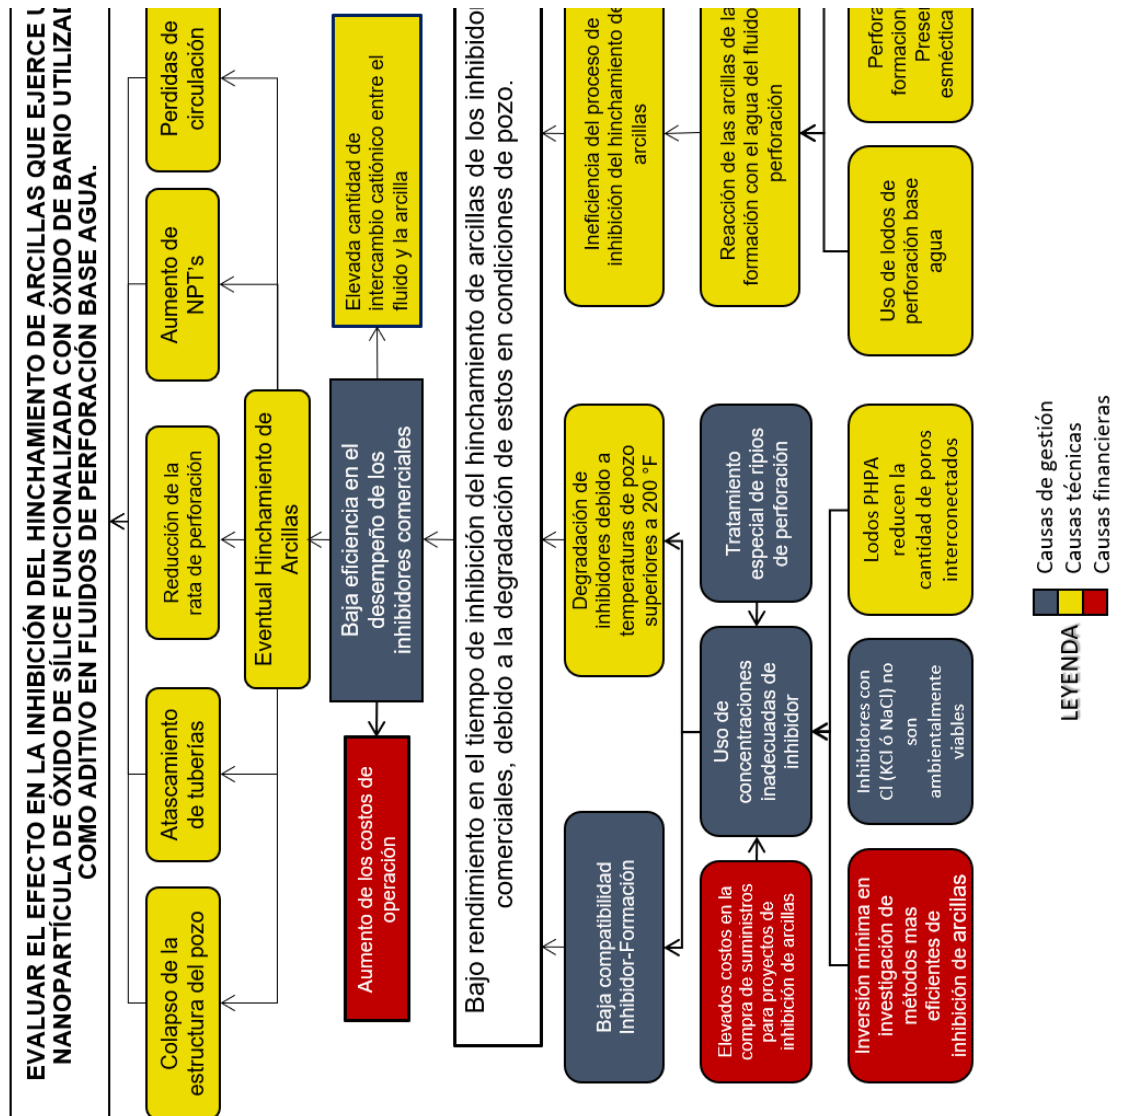 EVALUAR EL EFECTO EN LA INHIBICIÓN DEL HINCHAMIENTO DE ARCILLAS QUE EJERCE
NANOPARTÍCULA DE ÓXIDO DE SÍLICE FUNCIONALIZADA CON ÓXIDO DE BARIO
COMO ADITIVO EN FLUIDOS DE PERFORACIÓN BASE AGUA.
Colapso de la
estructura del pozo
Atascamiento
de tuberías
Reducción de la
rata de perforación
Aumento de
NPT's
Perdidas de
circulación
Eventual Hinchamiento de
Arcillas
Aumento de los costos de
operación
Baja eficiencia en el
desempeño de los
inhibidores comerciales
Elevada cantidad de
intercambio catiónico entre el
fluido y la arcilla
Bajo rendimiento en el tiempo de inhibición del hinchamiento de arcillas de los
comerciales, debido a la degradación de estos en condiciones de pozo.
Baja compatibilidad
Inhibidor-Formación
Degradación de
inhibidores debido a
temperaturas de pozo
superiores a 200 °F
Ineficiencia del proceso de
inhibición del hinchamiento de
arcillas
Elevados costos en la
compra de suministros
para proyectos de
inhibición de arcillas
Uso de
concentraciones
inadecuadas de
inhibidor
Tratamiento
especial de ripios
de perforación
Reacción de las arcillas de la
formación con el agua del fluido
perforación
Inversión mínima en
investigación de
métodos mas
eficientes de
inhibición de arcillas
Inhibidores con
Cl (KCl ó NaCl) no
son
ambientalmente
viables
Lodos PHPA
reducen la
cantidad de poros
interconectados
Uso de lodos de
perforación base
agua
LEYENDA
Causas de gestión
Causas técnicas
Causas financieras